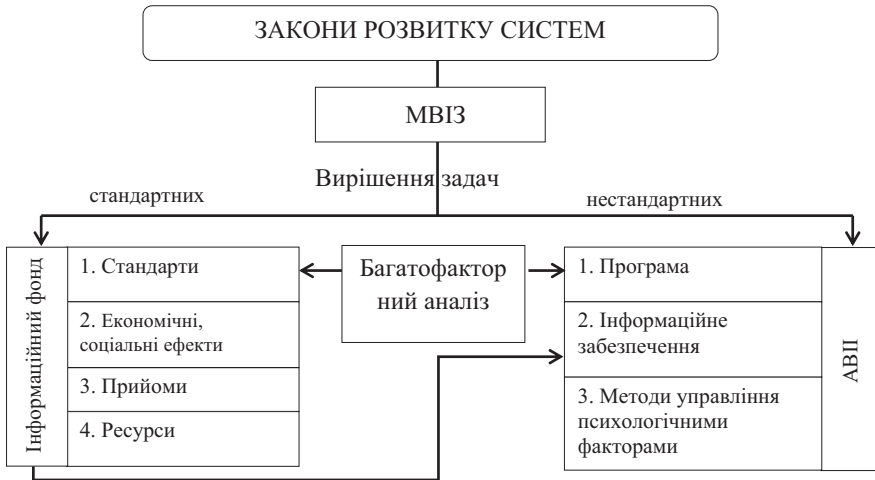 ЗАКОНИ РОЗВИТКУ СИСТЕМ
МВІЗ
Вирішення задач
стандартних
нестандартних
Інформаційний фонд
1. Стандарти
2. Економічні,
соціальні ефекти
3. Прийоми
4. Ресурси
Багатофактор
ний аналіз
1. Програма
2. Інформаційне
забезпечення
3. Методи управління
психологічними
факторами
АВІІ